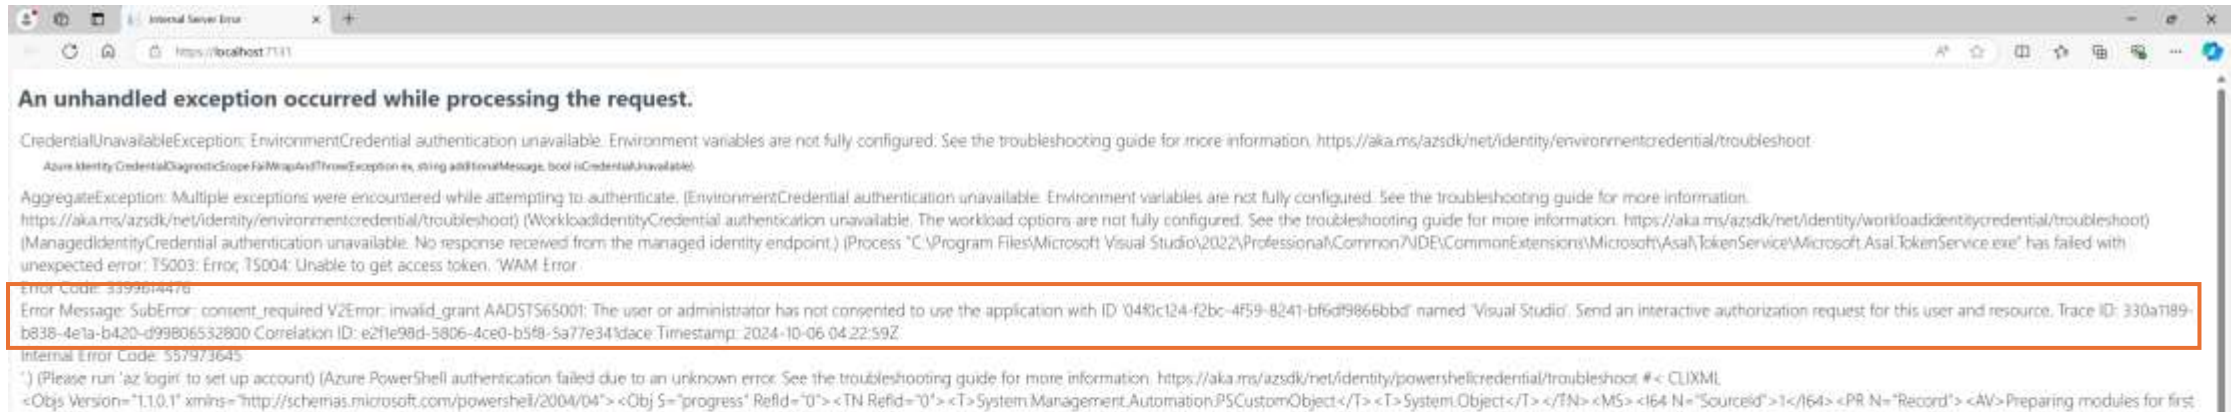 Internal Server Error
https://localhost:7131
An unhandled exception occurred while processing the request.
CredentialUnavailableException: EnvironmentCredential authentication unavailable. Environment variables are not fully configured. See the troubleshooting guide for more information. https://aka.ms/azsdk/net/identity/environmentcredential/troubleshoot
Azure.Identity.CredentialDiagnosticScope.FailWrapAndThrow(Exception ex, string additionalMessage, bool isCredentialUnavailable)
AggregateException: Multiple exceptions were encountered while attempting to authenticate. (EnvironmentCredential authentication unavailable. Environment variables are not fully configured. See the troubleshooting guide for more information.
https://aka.ms/azsdk/net/identity/environmentcredential/troubleshoot) (WorkloadIdentityCredential authentication unavailable. The workload options are not fully configured. See the troubleshooting guide for more information. https://aka.ms/azsdk/net/identity/workloadidentitycredential/troubleshoot)
(ManagedIdentityCredential authentication unavailable. No response received from the managed identity endpoint.) (Process "C:\Program Files\Microsoft Visual Studio\2022\Professional\Common7\IDE\CommonExtensions\Microsoft\Asal\TokenService\Microsoft.Asal.TokenService.exe" has failed with
unexpected error: TS003: Error, TS004: Unable to get access token. 'WAM Error
Error Code: 3399614476
Error Message: SubError: consent_required V2Error: invalid_grant AADSTS65001: The user or administrator has not consented to use the application with ID '04f0c124-f2bc-4f59-8241-bf6df9866bbd' named 'Visual Studio'. Send an interactive authorization request for this user and resource. Trace ID: 330a1189-
b838-4e1a-b420-d99806532800 Correlation ID: e2f1e98d-5806-4ce0-b5f8-5a77e341dace Timestamp: 2024-10-06 04:22:59Z
Internal Error Code: 557973645
'.) (Please run 'az login' to set up account) (Azure PowerShell authentication failed due to an unknown error. See the troubleshooting guide for more information. https://aka.ms/azsdk/net/identity/powershellcredential/troubleshoot #< CLIXML
<Objs Version="1.1.0.1" xmlns="http://schemas.microsoft.com/powershell/2004/04"><Obj S="progress" RefId="0"><TN RefId="0"><T>System.Management.Automation.PSCustomObject</T><T>System.Object</T></TN><MS><I64 N="SourceId">1</I64><PR N="Record"><AV>Preparing modules for first